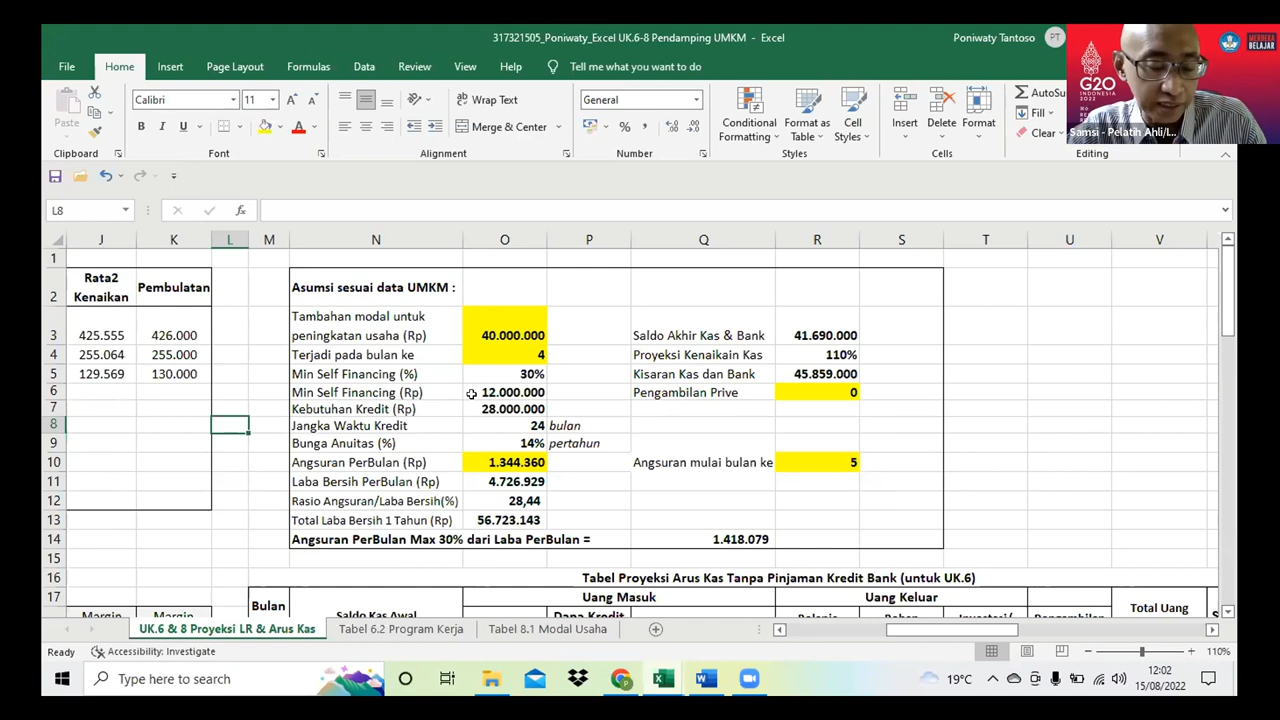 317321505_Poniwaty_Excel UK.6-8 Pendamping UMKM - Excel
Poniwaty Tantoso PT
File Home Insert Page Layout Formulas Data Review View Help Tell me what you want to do
G20
INDONESIA
2022
MERDEKA
BELAJAR
Samsi - Pelatih Ahli/I...
Paste
Calibri 11
Wrap Text
Merge & Center
General
Conditional Formatting
Format as Table
Cell Styles
Insert Delete Format
AutoSu
Fill
Clear
Clipboard Font Alignment Number Styles Cells Editing
L8 fx
J K L M N O P Q R S T U V
1
2 Rata2 Kenaikan Pembulatan Asumsi sesuai data UMKM :
Tambahan modal untuk
3 425.555 426.000 peningkatan usaha (Rp) 40.000.000 Saldo Akhir Kas & Bank 41.690.000
4 255.064 255.000 Terjadi pada bulan ke 4 Proyeksi Kenaikain Kas 110%
5 129.569 130.000 Min Self Financing (%) 30% Kisaran Kas dan Bank 45.859.000
6 Min Self Financing (Rp) 12.000.000 Pengambilan Prive 0
7 Kebutuhan Kredit (Rp) 28.000.000
8 Jangka Waktu Kredit 24 bulan
9 Bunga Anuitas (%) 14% pertahun
10 Angsuran PerBulan (Rp) 1.344.360 Angsuran mulai bulan ke 5
11 Laba Bersih PerBulan (Rp) 4.726.929
12 Rasio Angsuran/Laba Bersih(%) 28,44
13 Total Laba Bersih 1 Tahun (Rp) 56.723.143
14 Angsuran PerBulan Max 30% dari Laba PerBulan = 1.418.079
15
16 Tabel Proyeksi Arus Kas Tanpa Pinjaman Kredit Bank (untuk UK.6)
17 Bulan Uang Masuk Uang Keluar Total Uang
Margin Margin Saldo Kas Awal Dana Kredit Belanja Bahan Investasi/
UK.6 & 8 Proyeksi LR & Arus Kas Tabel 6.2 Program Kerja Tabel 8.1 Modal Usaha
Ready Accessibility: Investigate 110%
Type here to search 19°C 12:02
15/08/2022